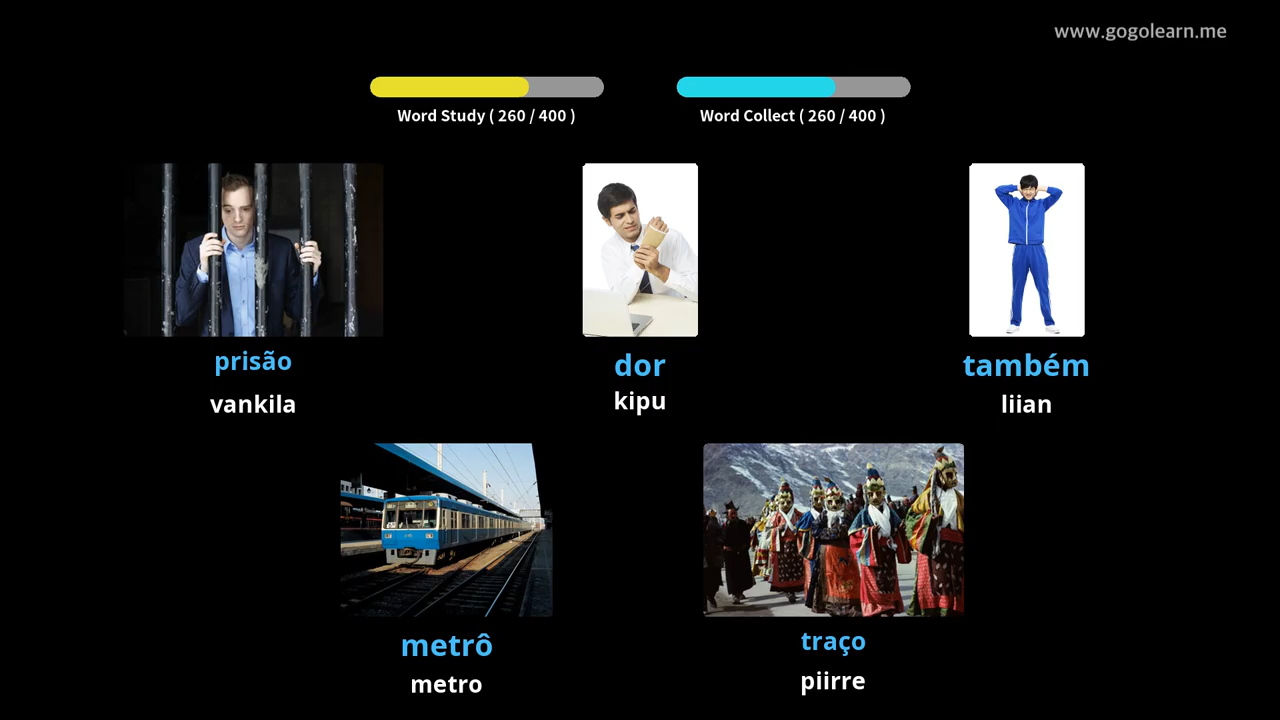 www.gogolearn.me
Word Study ( 260 / 400 )
Word Collect ( 260 / 400 )
prisão
vankila
dor
kipu
também
liian
metrô
metro
traço
piirre